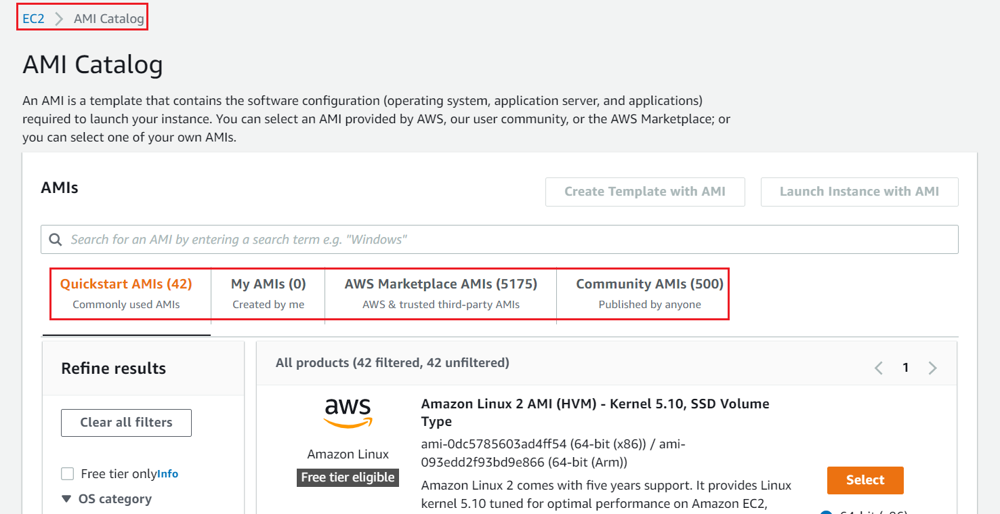 EC2 > AMI Catalog
AMI Catalog
An AMI is a template that contains the software configuration (operating system, application server, and applications)
required to launch your instance. You can select an AMI provided by AWS, our user community, or the AWS Marketplace; or
you can select one of your own AMIs.
AMIs
Create Template with AMI
Launch Instance with AMI
Search for an AMI by entering a search term e.g. "Windows"
Quickstart AMIs (42)
Commonly used AMIs
My AMIs (0)
Created by me
AWS Marketplace AMIs (5175)
AWS & trusted third-party AMIs
Community AMIs (500)
Published by anyone
Refine results
Clear all filters
Free tier onlyInfo
OS category
All products (42 filtered, 42 unfiltered)
1
aws
Amazon Linux
Free tier eligible
Amazon Linux 2 AMI (HVM) - Kernel 5.10, SSD Volume
Type
ami-0dc5785603ad4ff54 (64-bit (x86)) / ami-
093edd2f93bd9e866 (64-bit (Arm))
Amazon Linux 2 comes with five years support. It provides Linux
kernel 5.10 tuned for optimal performance on Amazon EC2,
Select